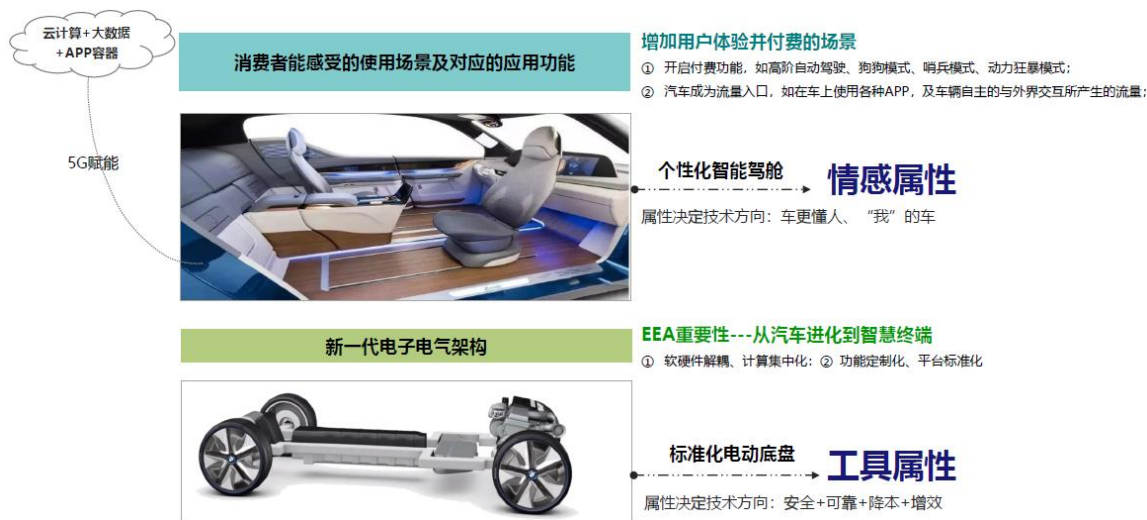 云计算+大数据
+APP容器
5G赋能
消费者能感受的使用场景及对应的应用功能
增加用户体验并付费的场景
① 开启付费功能，如高阶自动驾驶、狗狗模式、哨兵模式、动力狂暴模式；
② 汽车成为流量入口，如在车上使用各种APP，及车辆自主的与外界交互所产生的流量；
个性化智能驾舱
情感属性
属性决定技术方向：车更懂人、“我”的车
新一代电子电气架构
EEA重要性---从汽车进化到智慧终端
① 软硬件解耦、计算集中化：② 功能定制化、平台标准化
标准化电动底盘
工具属性
属性决定技术方向：安全+可靠+降本+增效